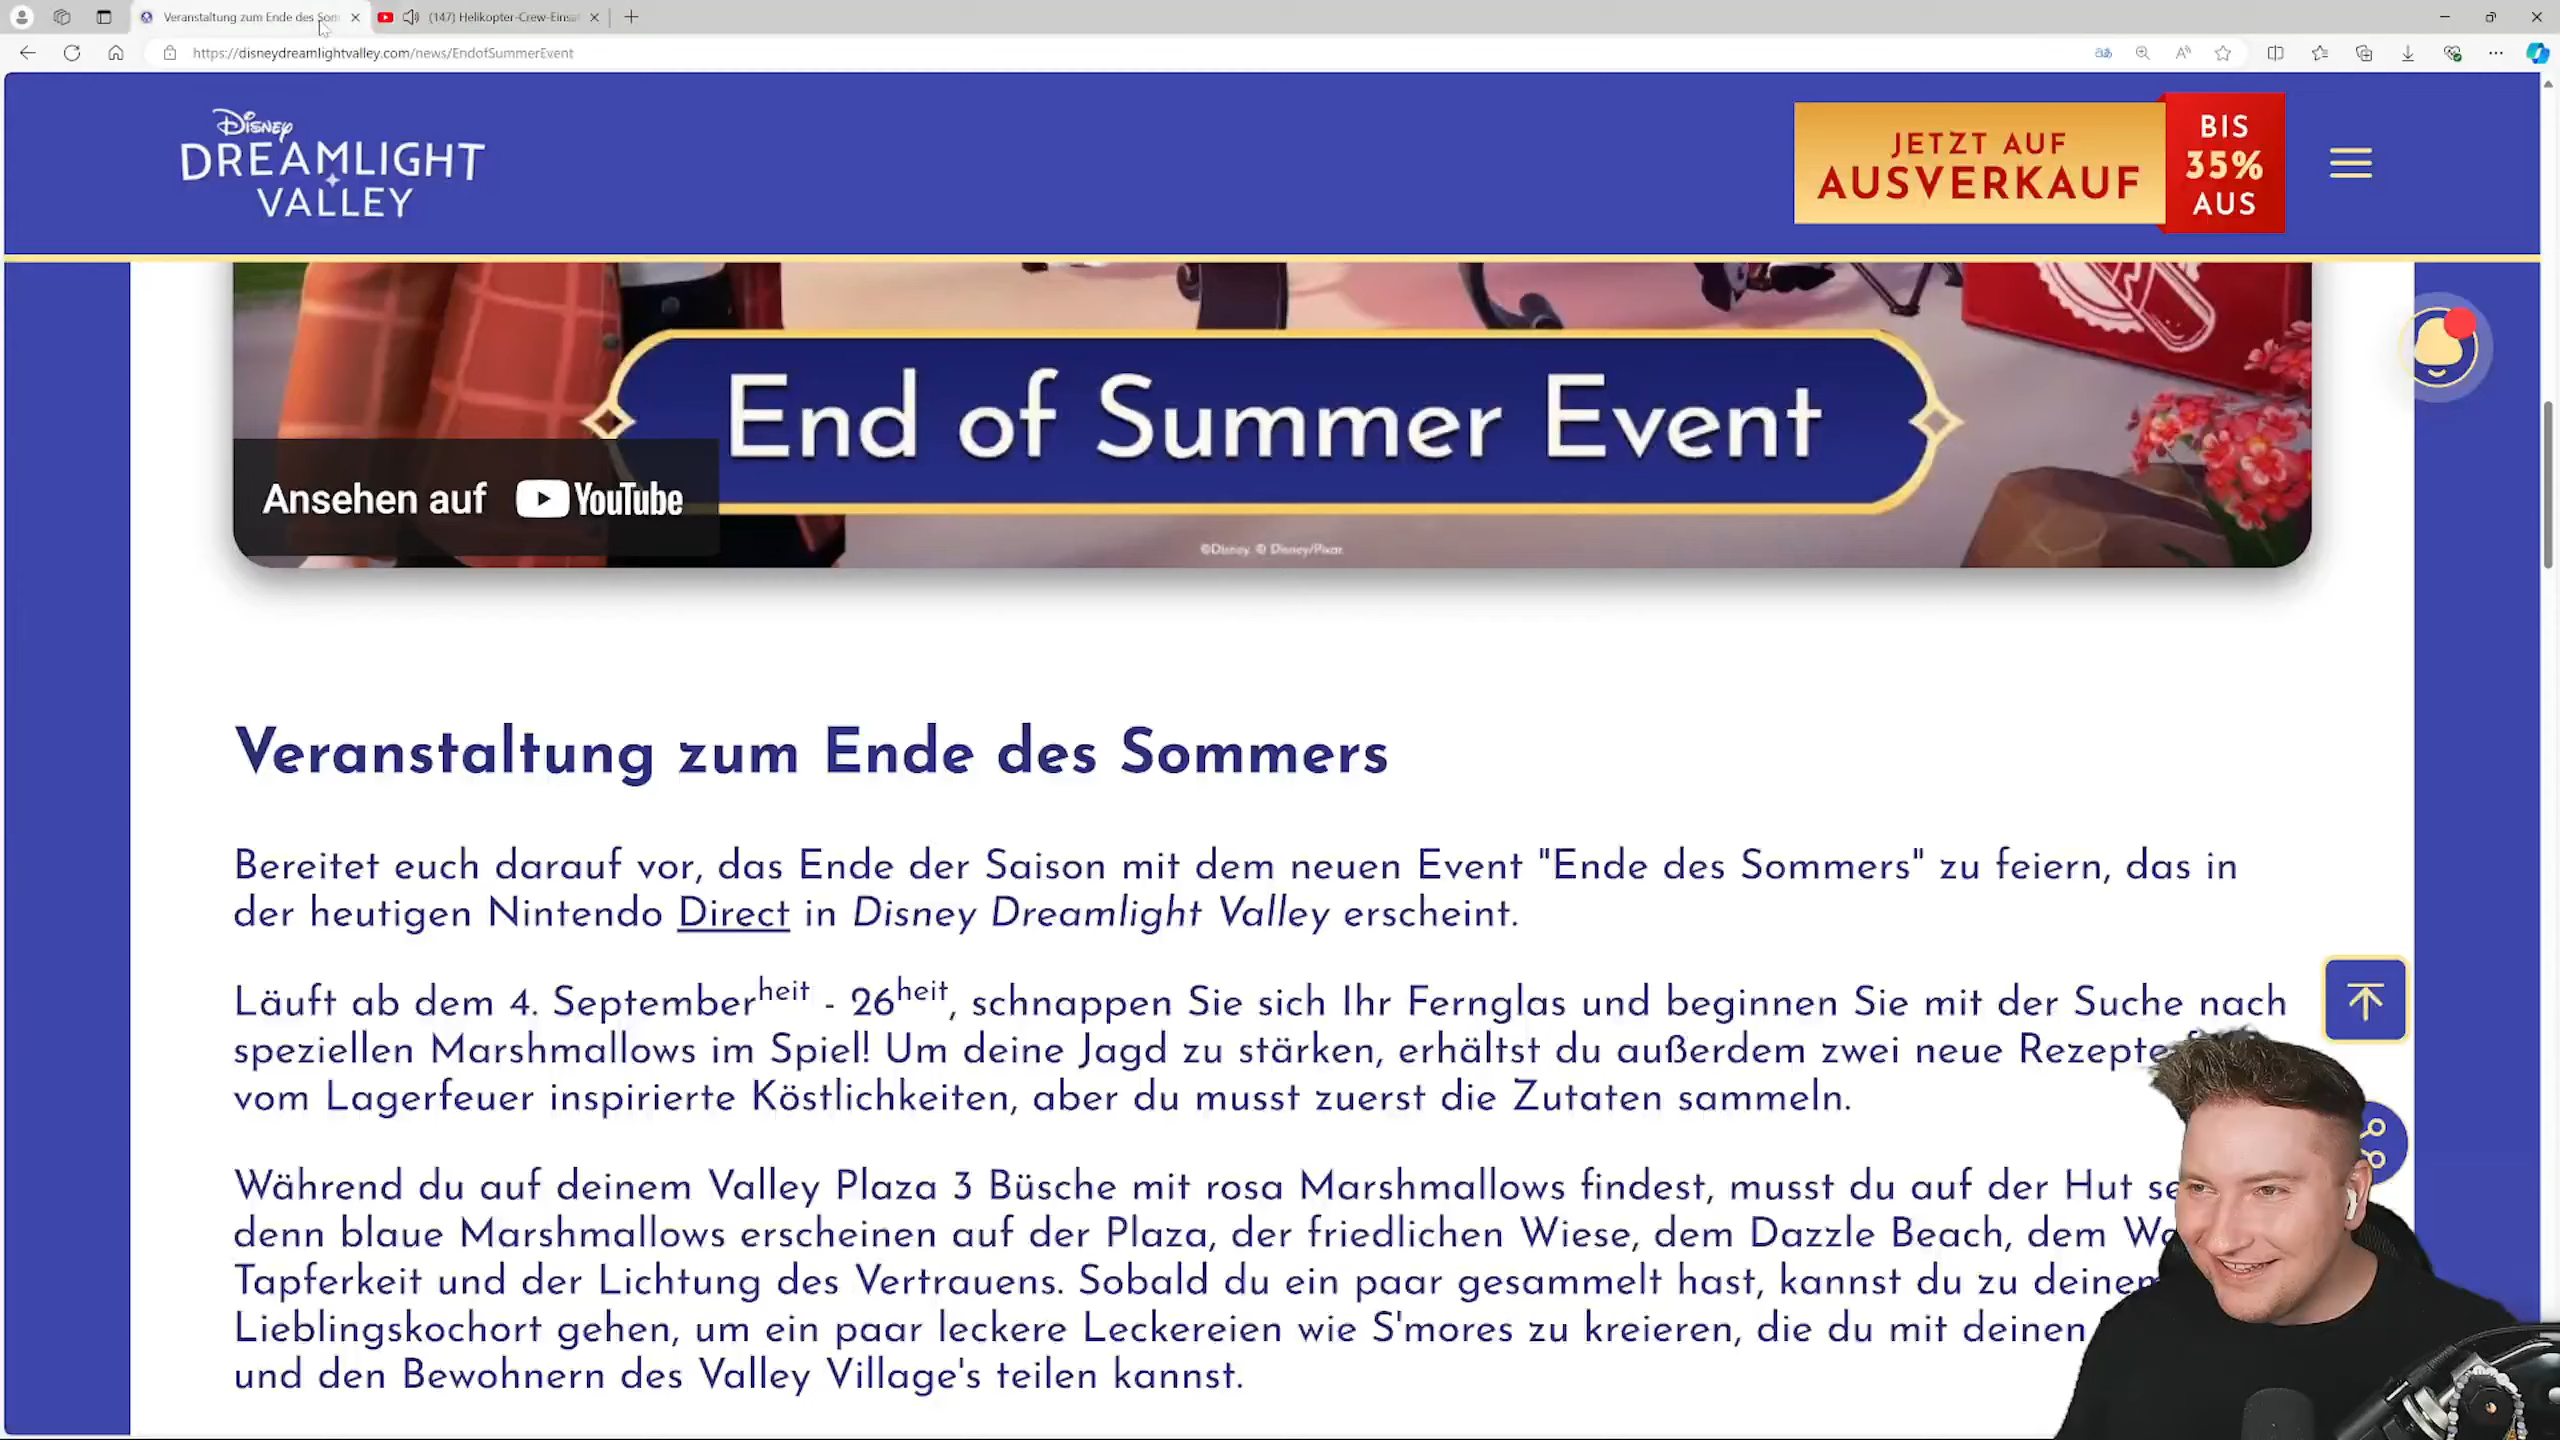 Veranstaltung zum Ende des Som
(147) Helikopter-Crew-Einsa
https://disneydreamlightvalley.com/news/EndofSummerEvent
Disney
DREAMLIGHT
VALLEY
JETZT AUF
AUSVERKAUF
BIS
35%
AUS
End of Summer Event
Ansehen auf YouTube
©Disney. © Disney/Pixar.
Veranstaltung zum Ende des Sommers
Bereitet euch darauf vor, das Ende der Saison mit dem neuen Event "Ende des Sommers" zu feiern, das in
der heutigen Nintendo Direct in Disney Dreamlight Valley erscheint.
Läuft ab dem 4. Septemberheit - 26heit, schnappen Sie sich Ihr Fernglas und beginnen Sie mit der Suche nach
speziellen Marshmallows im Spiel! Um deine Jagd zu stärken, erhältst du außerdem zwei neue Rezepte
vom Lagerfeuer inspirierte Köstlichkeiten, aber du musst zuerst die Zutaten sammeln.
Während du auf deinem Valley Plaza 3 Büsche mit rosa Marshmallows findest, musst du auf der Hut
denn blaue Marshmallows erscheinen auf der Plaza, der friedlichen Wiese, dem Dazzle Beach, dem
Tapferkeit und der Lichtung des Vertrauens. Sobald du ein paar gesammelt hast, kannst du zu deinem
Lieblingskochort gehen, um ein paar leckere Leckereien wie S'mores zu kreieren, die du mit deinen
und den Bewohnern des Valley Village's teilen kannst.